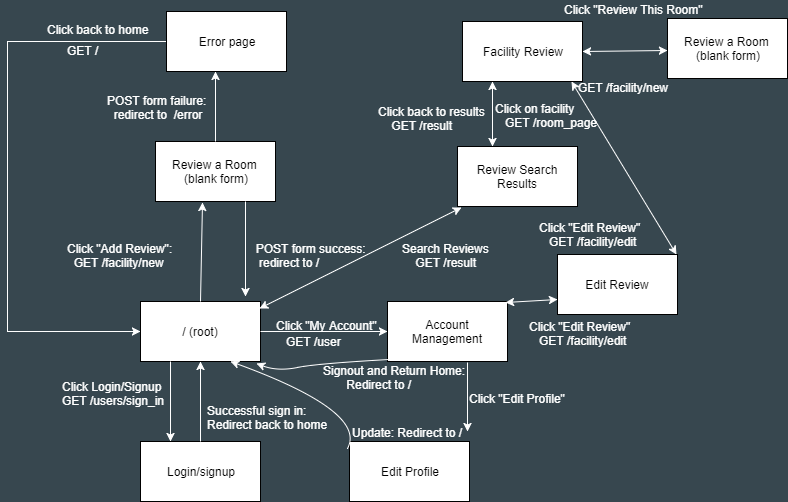 Click "Review This Room"
Click back to home
GET /
Error page
Facility Review
Review a Room
(blank form)
GET /facility/new
POST form failure:
redirect to  /error
Click back to results
GET /result
Click on facility
GET /room_page
Review a Room
(blank form)
Review Search
Results
Click "Add Review":
GET /facility/new
POST form success:
redirect to /
Search Reviews
GET /result
Click "Edit Review"
GET /facility/edit
Edit Review
/ (root)
Click "My Account"
GET /user
Account
Management
Click "Edit Review"
GET /facility/edit
Signout and Return Home:
Redirect to /
Click Login/Signup
GET /users/sign_in
Successful sign in:
Redirect back to home
Click "Edit Profile"
Update: Redirect to /
Login/signup
Edit Profile